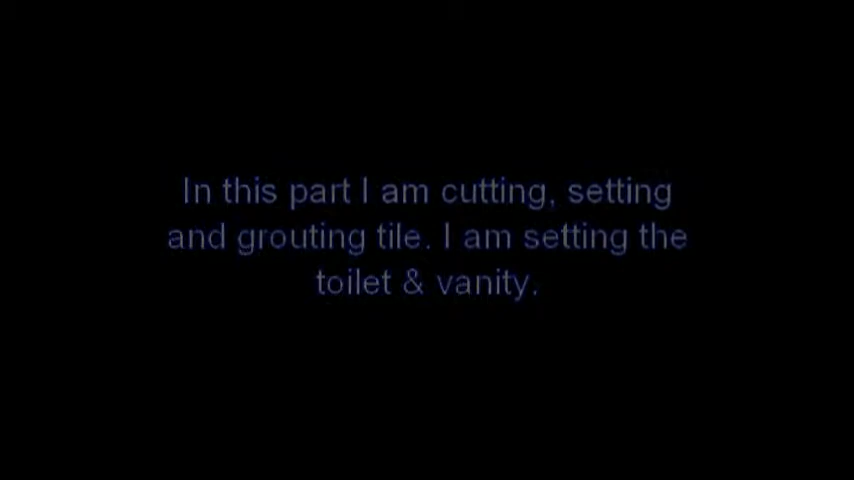 In this part I am cutting, setting
and grouting tile. I am setting the
toilet & vanity.